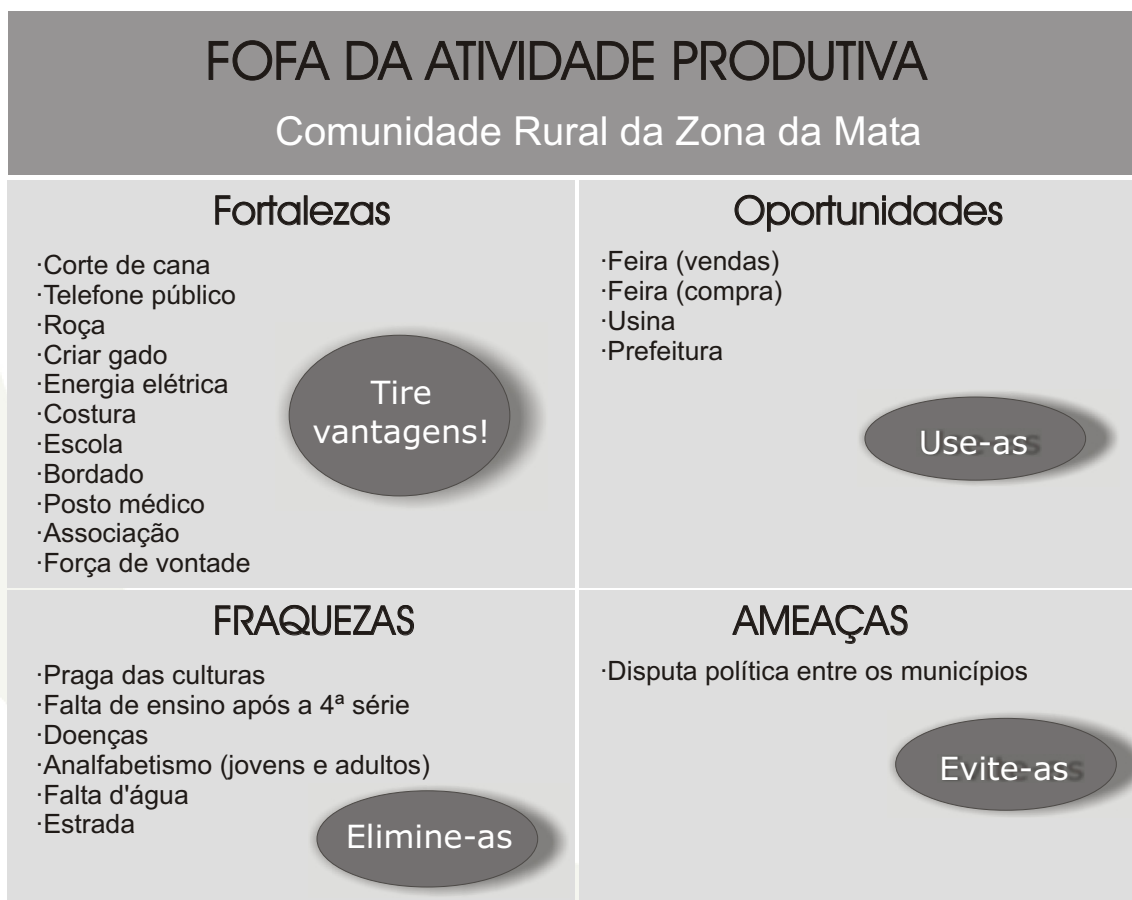 FOFA DA ATIVIDADE PRODUTIVA
Comunidade Rural da Zona da Mata
Fortalezas
·Corte de cana
·Telefone público
·Roça
·Criar gado
·Energia elétrica
·Costura
·Escola
·Bordado
·Posto médico
·Associação
·Força de vontade
Tire
vantagens!
Oportunidades
·Feira (vendas)
·Feira (compra)
·Usina
·Prefeitura
Use-as
FRAQUEZAS
·Praga das culturas
·Falta de ensino após a 4ª série
·Doenças
·Analfabetismo (jovens e adultos)
·Falta d'água
·Estrada
Elimine-as
AMEAÇAS
·Disputa política entre os municípios
Evite-as